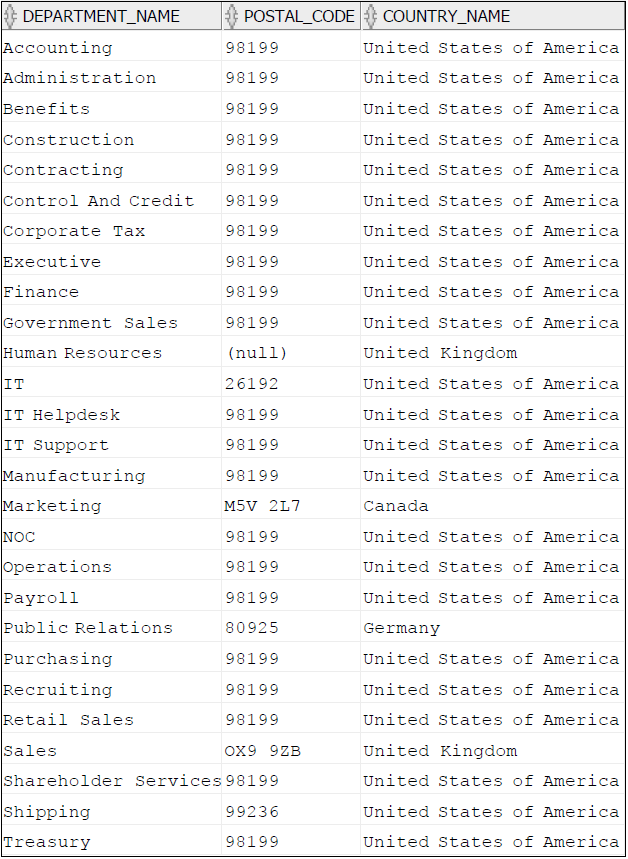 DEPARTMENT_NAME POSTAL_CODE COUNTRY_NAME
Accounting 98199 United States of America
Administration 98199 United States of America
Benefits 98199 United States of America
Construction 98199 United States of America
Contracting 98199 United States of America
Control And Credit 98199 United States of America
Corporate Tax 98199 United States of America
Executive 98199 United States of America
Finance 98199 United States of America
Government Sales 98199 United States of America
Human Resources (null) United Kingdom
IT 26192 United States of America
IT Helpdesk 98199 United States of America
IT Support 98199 United States of America
Manufacturing 98199 United States of America
Marketing M5V 2L7 Canada
NOC 98199 United States of America
Operations 98199 United States of America
Payroll 98199 United States of America
Public Relations 80925 Germany
Purchasing 98199 United States of America
Recruiting 98199 United States of America
Retail Sales 98199 United States of America
Sales OX9 9ZB United Kingdom
Shareholder Services 98199 United States of America
Shipping 99236 United States of America
Treasury 98199 United States of America